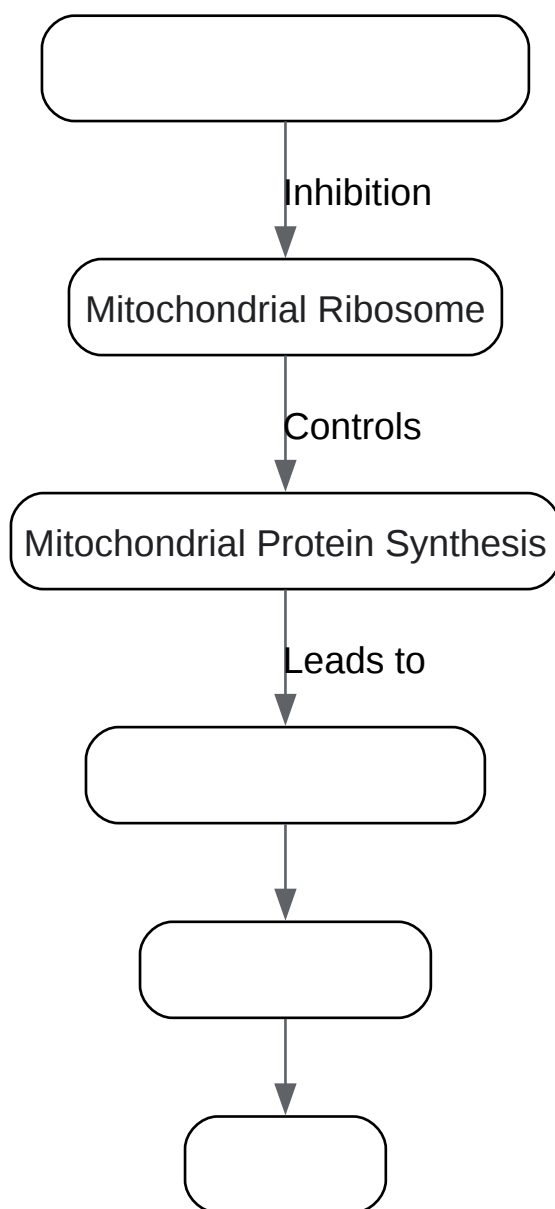 Inhibition
Mitochondrial Ribosome
Controls
Mitochondrial Protein Synthesis
Leads to